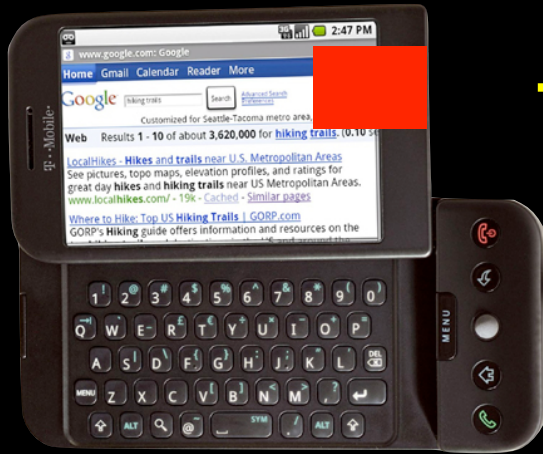 3G 2:47 PM
www.google.com: Google
Home Gmail Calendar Reader More
Google hiking trails Search Advanced Search
Preferences
Customized for Seattle-Tacoma metro area,
Web Results 1 - 10 of about 3,620,000 for hiking trails. (0.10 se
LocalHikes - Hikes and trails near U.S. Metropolitan Areas
See pictures, topo maps, elevation profiles, and ratings for
great day hikes and hiking trails near US Metropolitan Areas.
www.localhikes.com/ - 19k - Cached - Similar pages
Where to Hike: Top US Hiking Trails | GORP.com
GORP's Hiking guide offers information and resources on the
T··Mobile·
MENU
1 ! 2 @ 3 # 4 $ 5 % 6 ^ 7 & 8 * 9 ( 0 )
Q W E R T Y U I O P
A S D F G H J K L DEL
MENU Z X C V B N M , ?
ALT @ SYM . / ALT